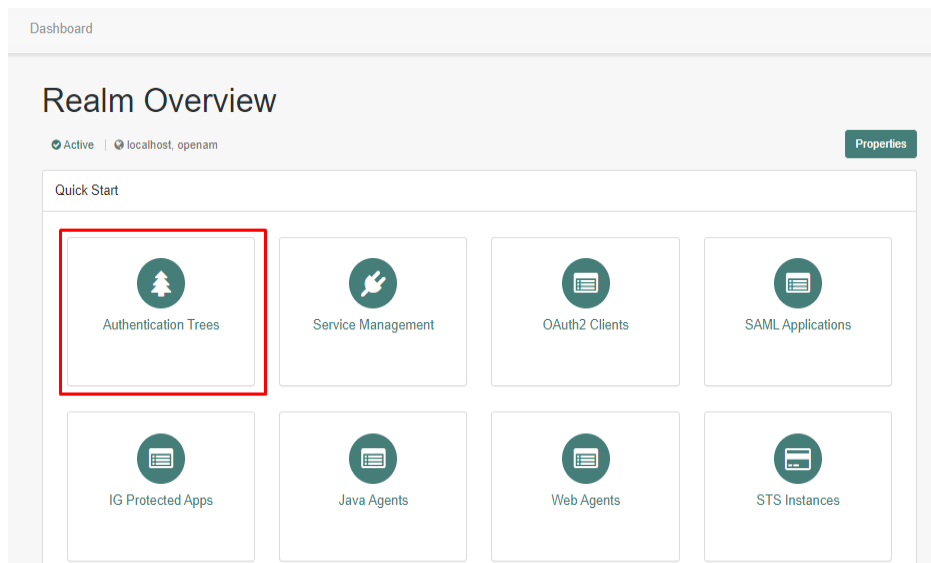 Dashboard
Realm Overview
Active | localhost, openam
Properties
Quick Start
Authentication Trees
Service Management
OAuth2 Clients
SAML Applications
IG Protected Apps
Java Agents
Web Agents
STS Instances